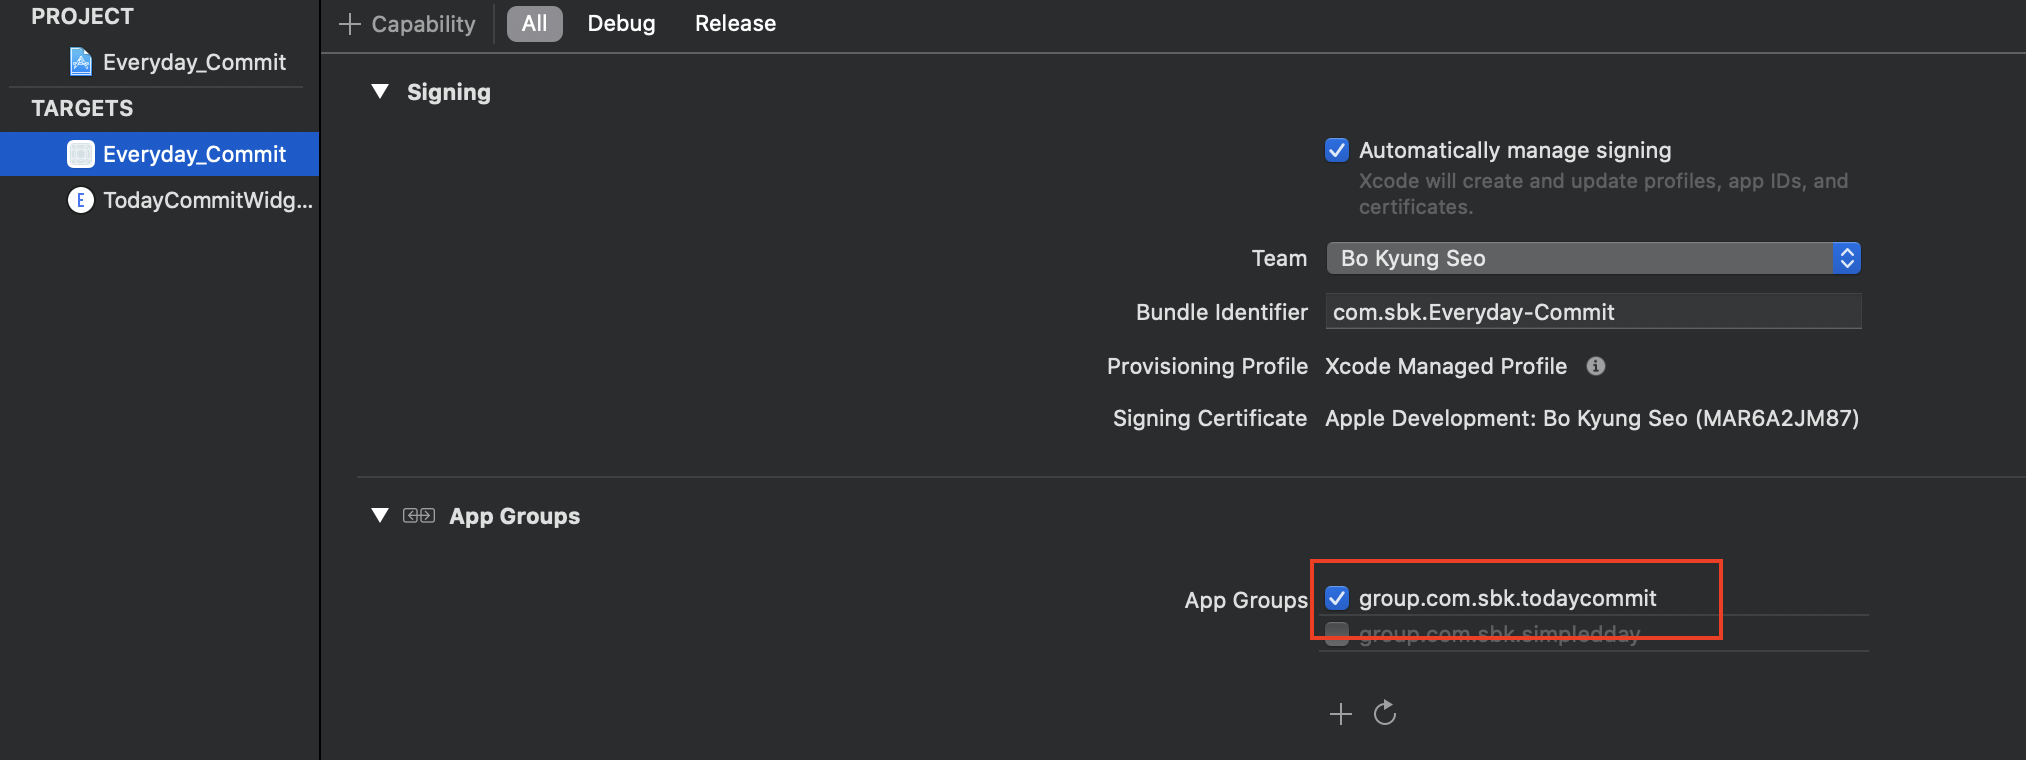 PROJECT
Everyday_Commit
TARGETS
Everyday_Commit
TodayCommitWidg...
Capability
All
Debug
Release
Signing
Automatically manage signing
Xcode will create and update profiles, app IDs, and
certificates.
Team
Bo Kyung Seo
Bundle Identifier
com.sbk.Everyday-Commit
Provisioning Profile
Xcode Managed Profile
Signing Certificate
Apple Development: Bo Kyung Seo (MAR6A2JM87)
App Groups
App Groups
group.com.sbk.todaycommit
group.com.sbk.simpledday